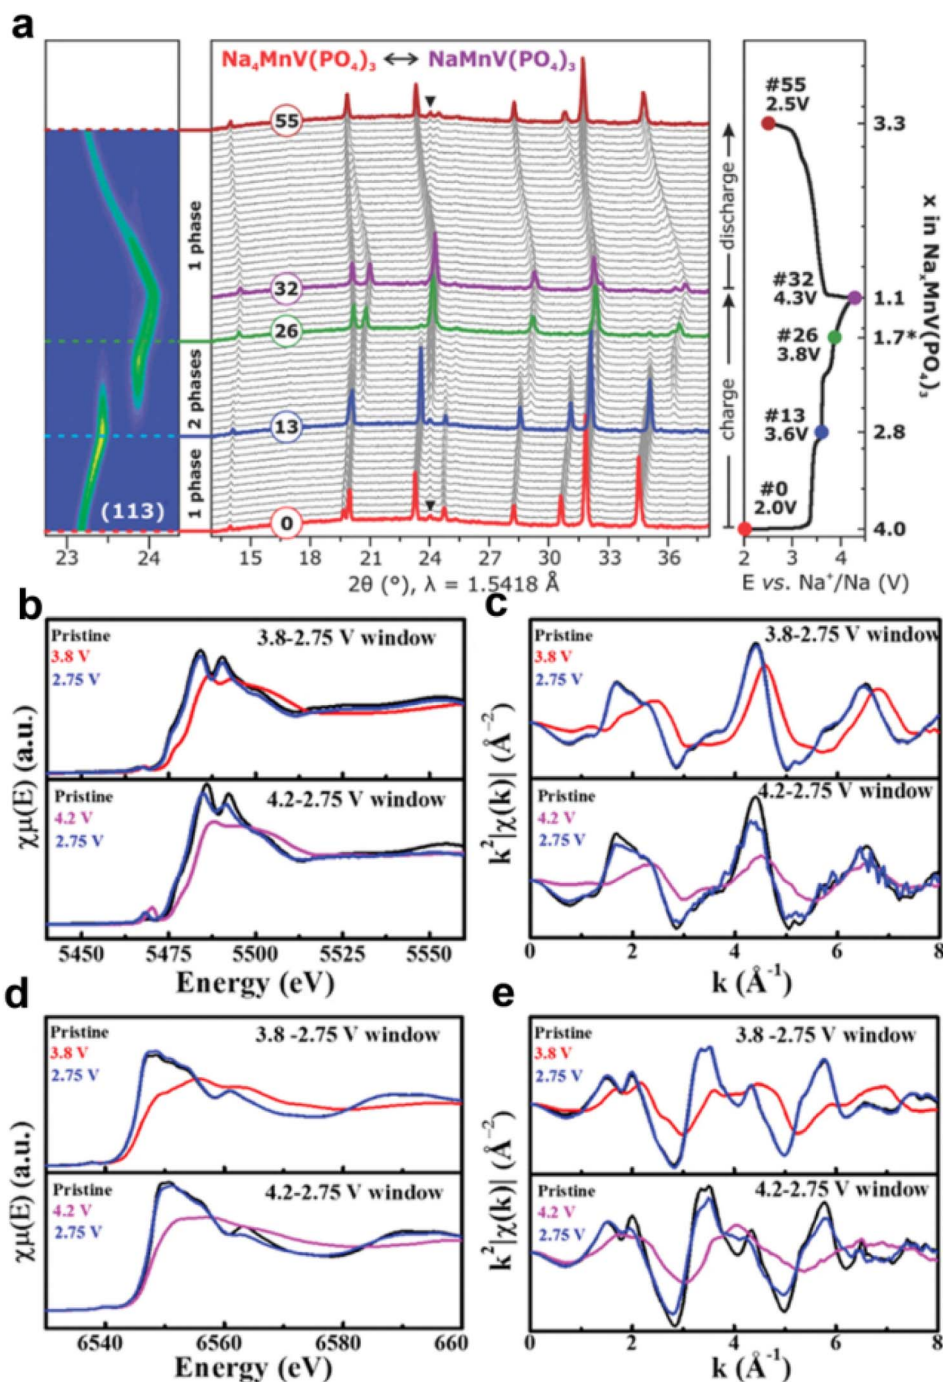 a
Na₄MnV(PO₄)₃ ↔ NaMnV(PO₄)₃
55
32
26
13
0
1 phase
2 phases
1 phase
(113)
23 24
15 18 21 24 27 30 33 36
2θ (°), λ = 1.5418 Å
charge
discharge
#55
2.5V
#32
4.3V
#26
3.8V
#13
3.6V
#0
2.0V
3.3
1.1
1.7*
2.8
4.0
x in NaₓMnV(PO₄)₃
2 3 4
E vs. Na⁺/Na (V)
b
Pristine
3.8 V
2.75 V
3.8-2.75 V window
Pristine
4.2 V
2.75 V
4.2-2.75 V window
χμ(E) (a.u.)
5450 5475 5500 5525 5550
Energy (eV)
c
Pristine
3.8 V
2.75 V
3.8-2.75 V window
Pristine
4.2 V
2.75 V
4.2-2.75 V window
k²|χ(k)| (Å⁻²)
0 2 4 6 8
k (Å⁻¹)
d
Pristine
3.8 V
2.75 V
3.8 -2.75 V window
Pristine
4.2 V
2.75 V
4.2-2.75 V window
χμ(E) (a.u.)
6540 6560 6580 6600
Energy (eV)
e
Pristine
3.8 V
2.75 V
3.8 -2.75 V window
Pristine
4.2 V
2.75 V
4.2-2.75 V window
k²|χ(k)| (Å⁻²)
0 2 4 6 8
k (Å⁻¹)